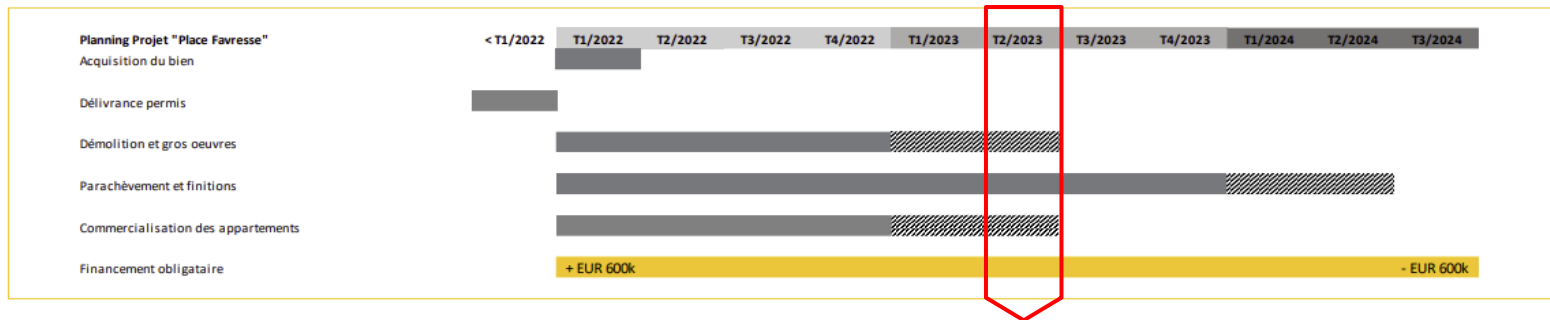 Planning Projet "Place Favresse" < T1/2022 T1/2022 T2/2022 T3/2022 T4/2022 T1/2023 T2/2023 T3/2023 T4/2023 T1/2024 T2/2024 T3/2024
Acquisition du bien
Délivrance permis
Démolition et gros oeuvres
Parachèvement et finitions
Commercialisation des appartements
Financement obligataire + EUR 600k - EUR 600k